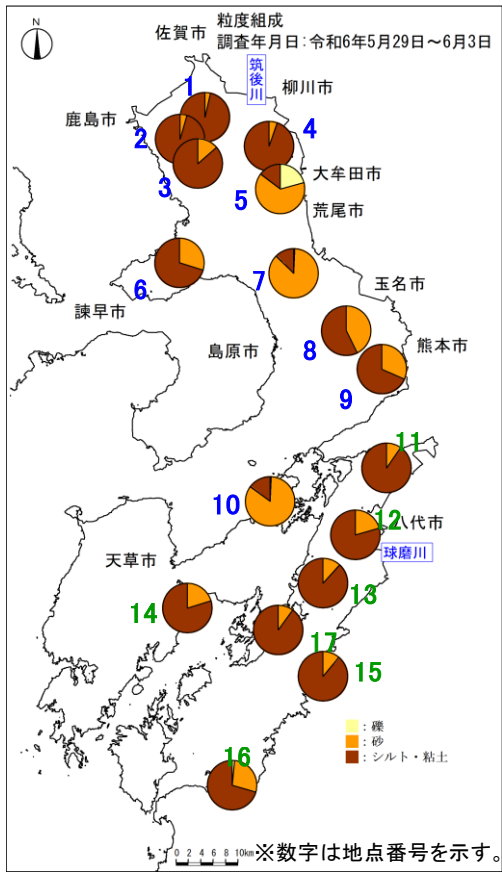 粒度組成
調査年月日:令和6年5月29日~6月3日
N
佐賀市
筑後川
柳川市
鹿島市
1
2
3
4
大牟田市
5
荒尾市
6
7
諫早市
玉名市
島原市
8
熊本市
9
11
10
12
八代市
球磨川
天草市
13
14
17
15
16
:礫
:砂
:シルト・粘土
0 2 4 6 8 10km
※数字は地点番号を示す。